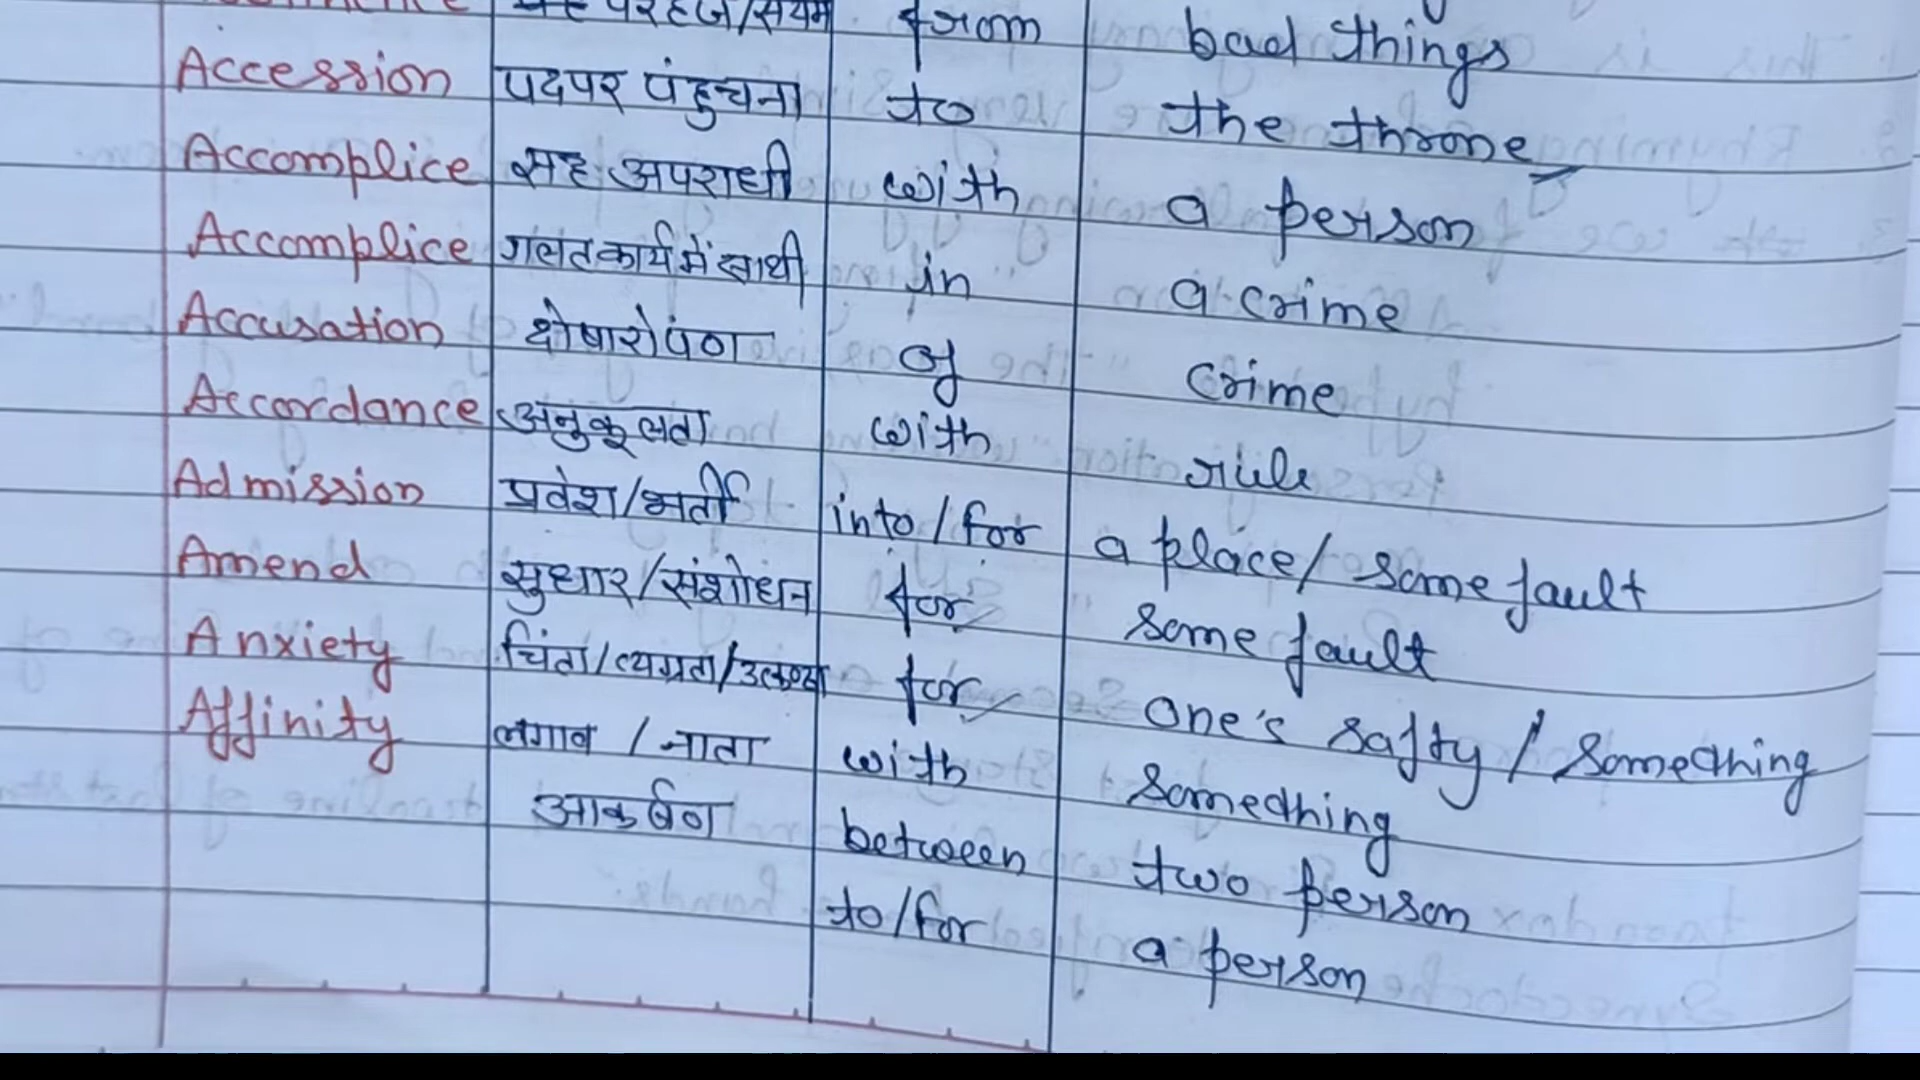 परहेज/संयम from bad things
Accession पदपर पंहुचना to the throne
Accomplice सह अपराधी with a person
Accomplice गलत कार्य में साथी in a crime
Accusation दोषारोपण of crime
Accordance अनुकूलता with rule
Admission प्रवेश/भर्ती into/for a place/ some fault
Amend सुधार/संशोधन for some fault
Anxiety चिंता/व्यग्रता/ for one's safty / something
Affinity लगाव / नाता with something
आकर्षण between two person
to/for a person